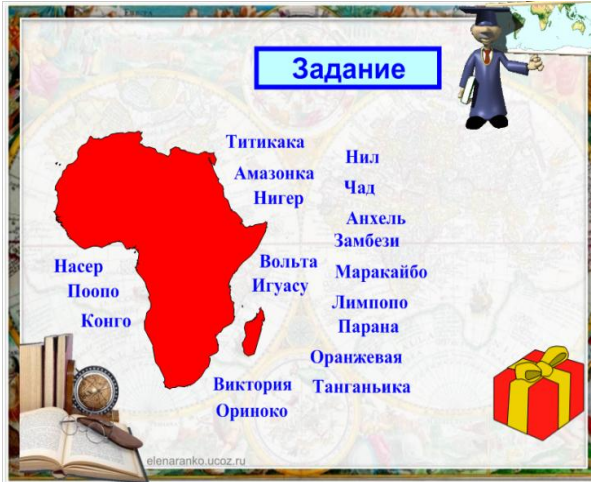 Задание
Титикака
Амазонка
Нигер
Нил
Чад
Анхель
Замбези
Вольта
Игуасу
Маракайбо
Лимпопо
Парана
Насер
Поопо
Конго
Оранжевая
Виктория
Танганьика
Ориноко
elenaranko.ucoz.ru